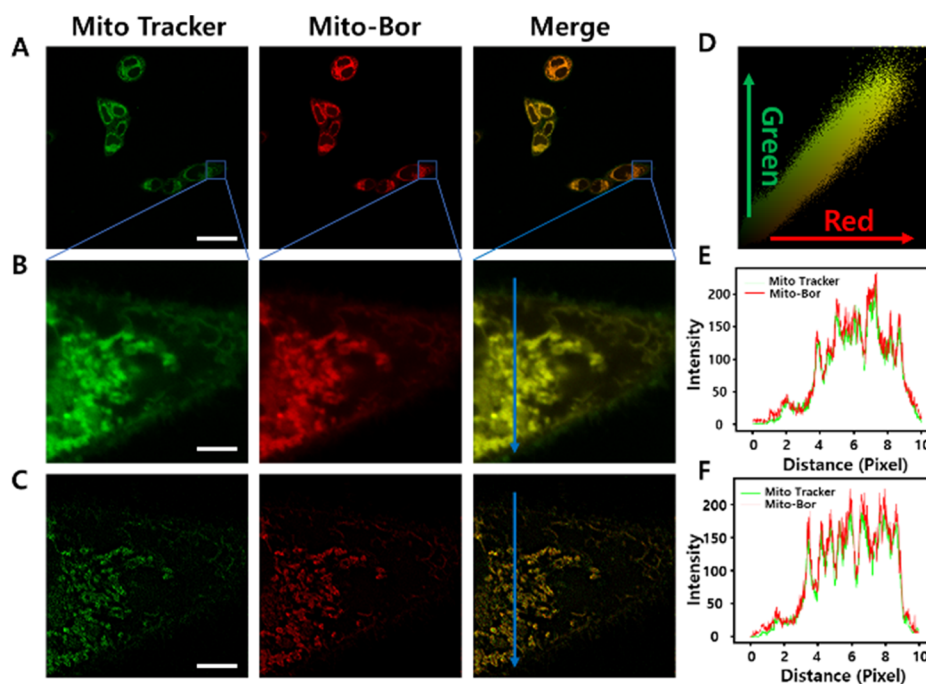 Mito Tracker
Mito-Bor
Merge
A
B
C
D
Green
Red
E
Mito Tracker
Mito-Bor
Intensity
200
150
100
50
0
0 2 4 6 8 10
Distance (Pixel)
F
Mito Tracker
Mito-Bor
Intensity
200
150
100
50
0
0 2 4 6 8 10
Distance (Pixel)